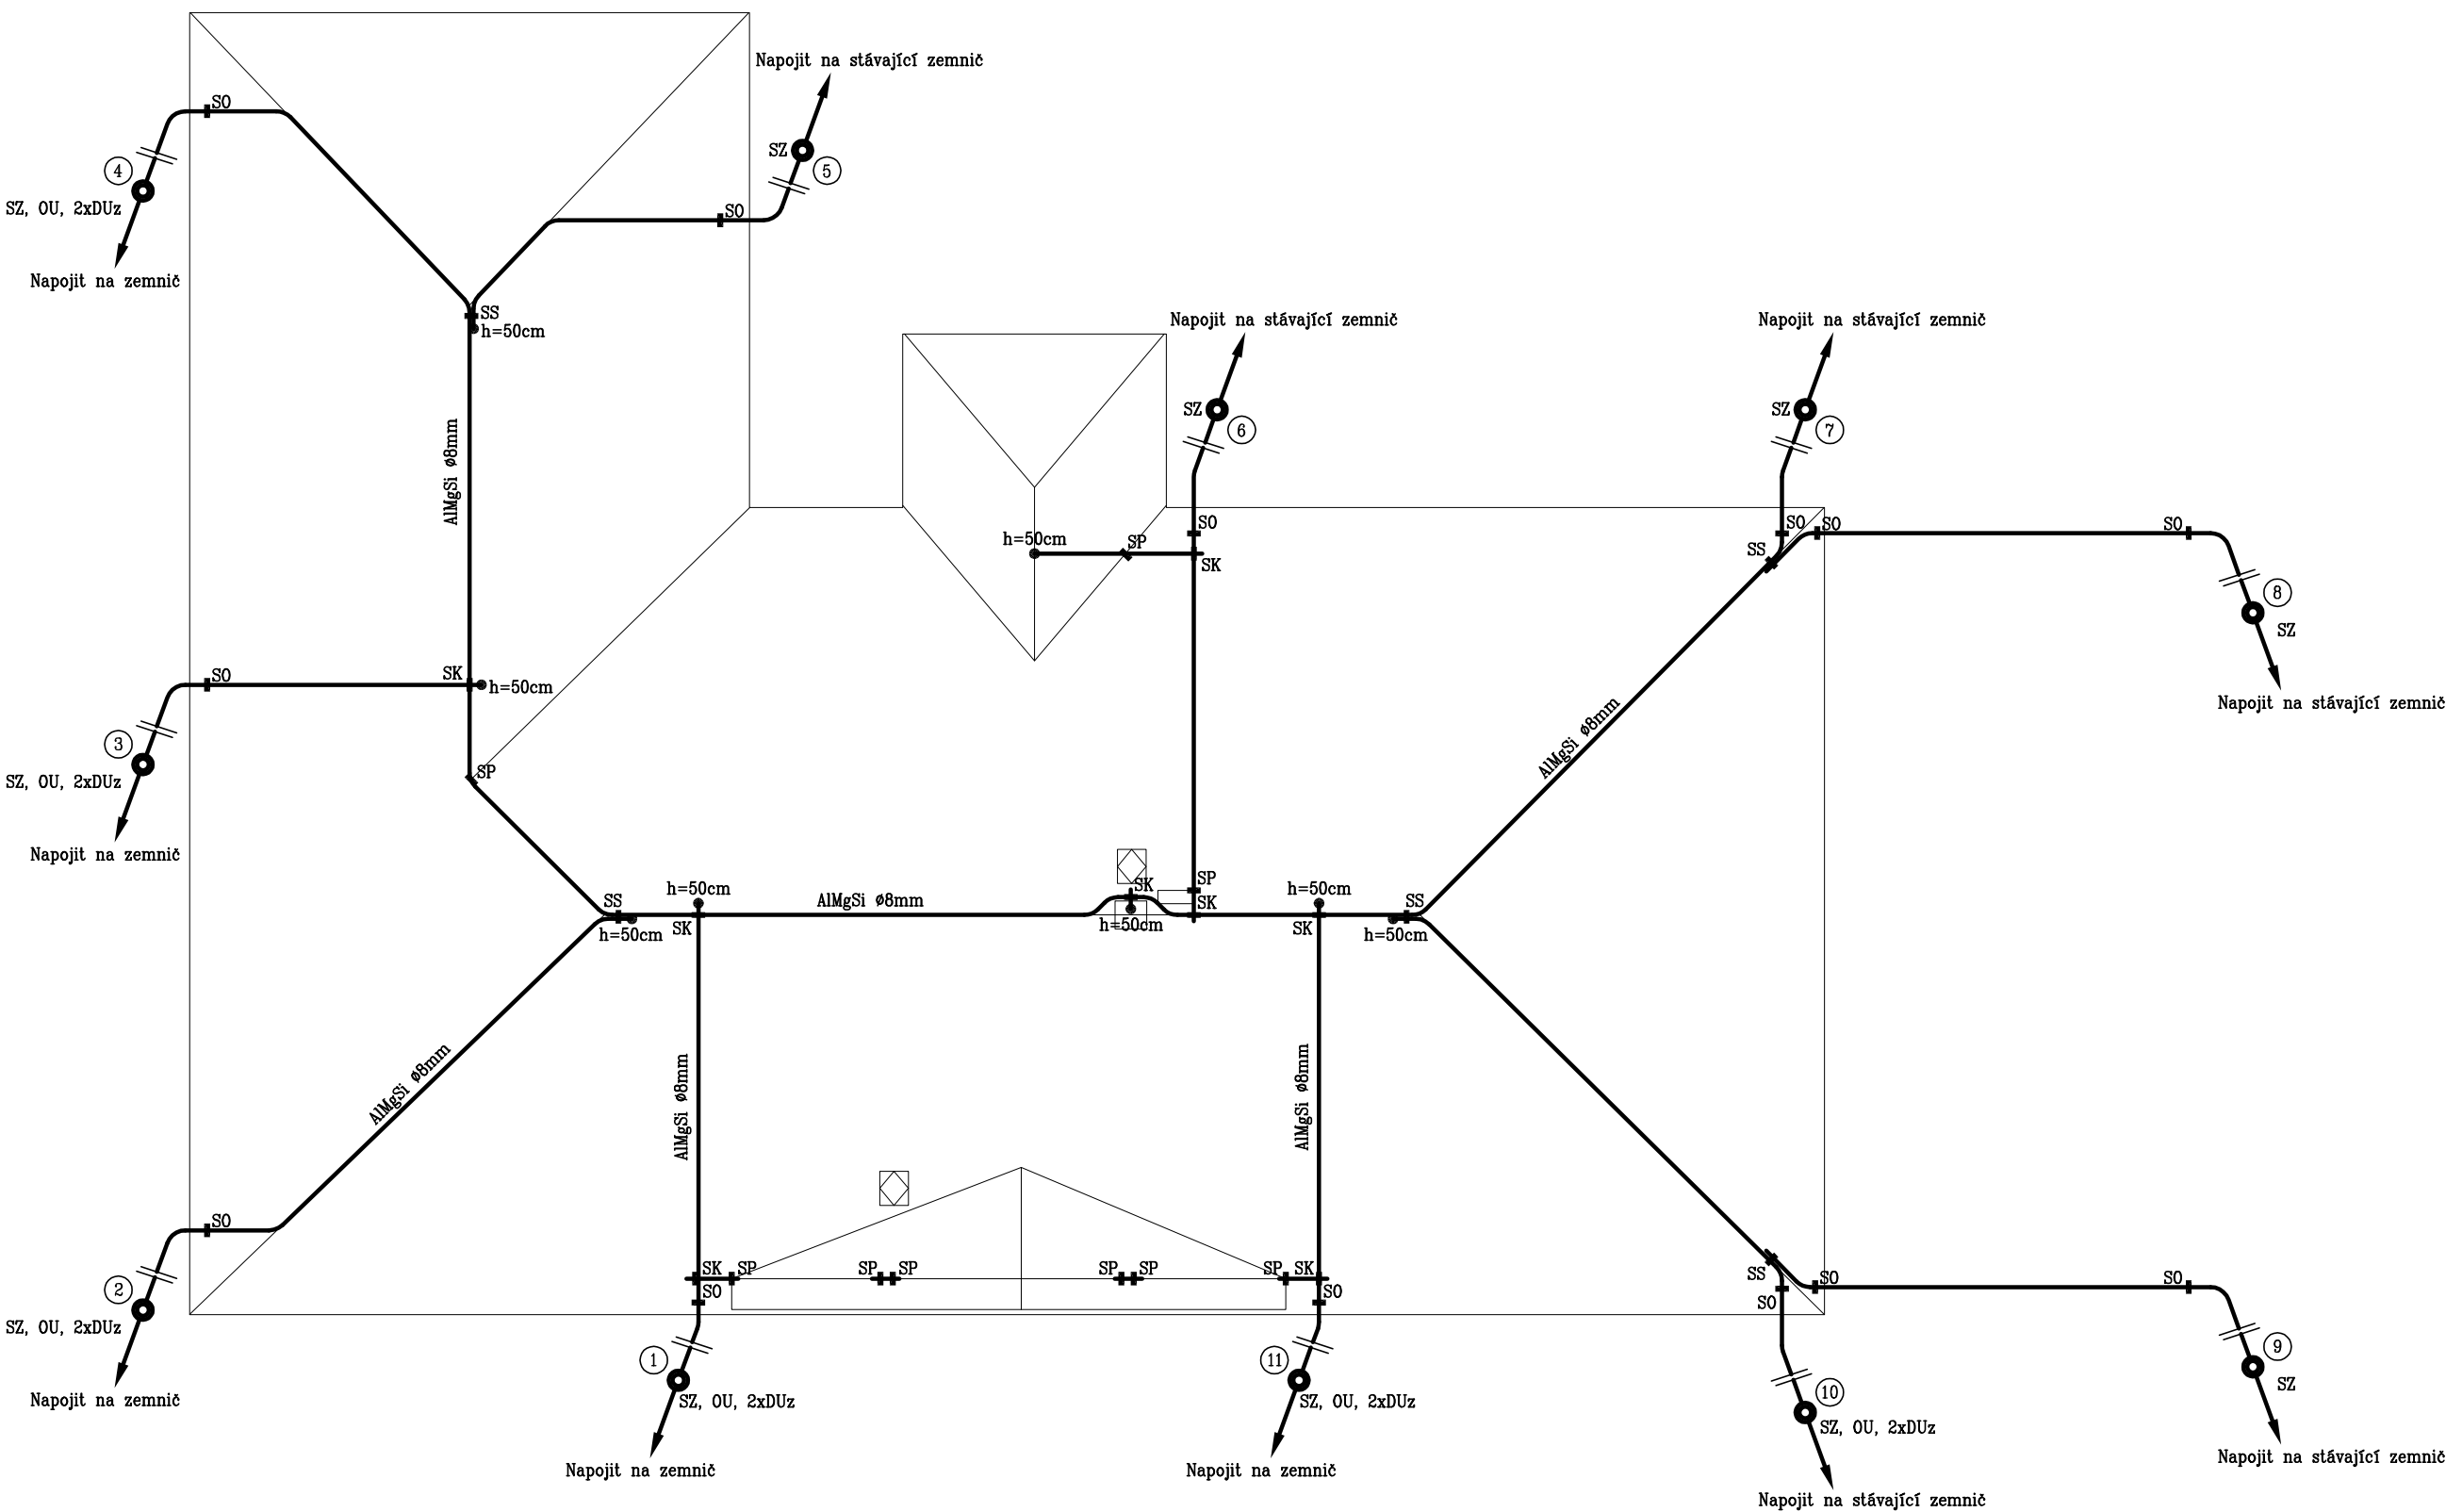 Napojit na stávající zemnič
SO
4
SZ
5
SZ, OU, 2xDUz
SO
Napojit na zemnič
SS
h=50cm
Napojit na stávající zemnič
Napojit na stávající zemnič
SZ
6
SZ
7
AlMgSi ø8mm
SO
SO
SO
SO
h=50cm
SP
SS
SK
8
SZ
SO
SK
h=50cm
Napojit na stávající zemnič
3
AlMgSi ø8mm
SZ, OU, 2xDUz
SP
Napojit na zemnič
h=50cm
SK
SP
h=50cm
SS
AlMgSi ø8mm
SK
SS
SK
h=50cm
SK
h=50cm
h=50cm
AlMgSi ø8mm
AlMgSi ø8mm
AlMgSi ø8mm
SO
SK
SP
SP
SP
SP
SP
SP
SK
SS
SO
SO
2
SO
SO
SO
SZ, OU, 2xDUz
1
11
9
SZ
Napojit na zemnič
SZ, OU, 2xDUz
SZ, OU, 2xDUz
10
SZ, OU, 2xDUz
Napojit na stávající zemnič
Napojit na zemnič
Napojit na zemnič
Napojit na stávající zemnič